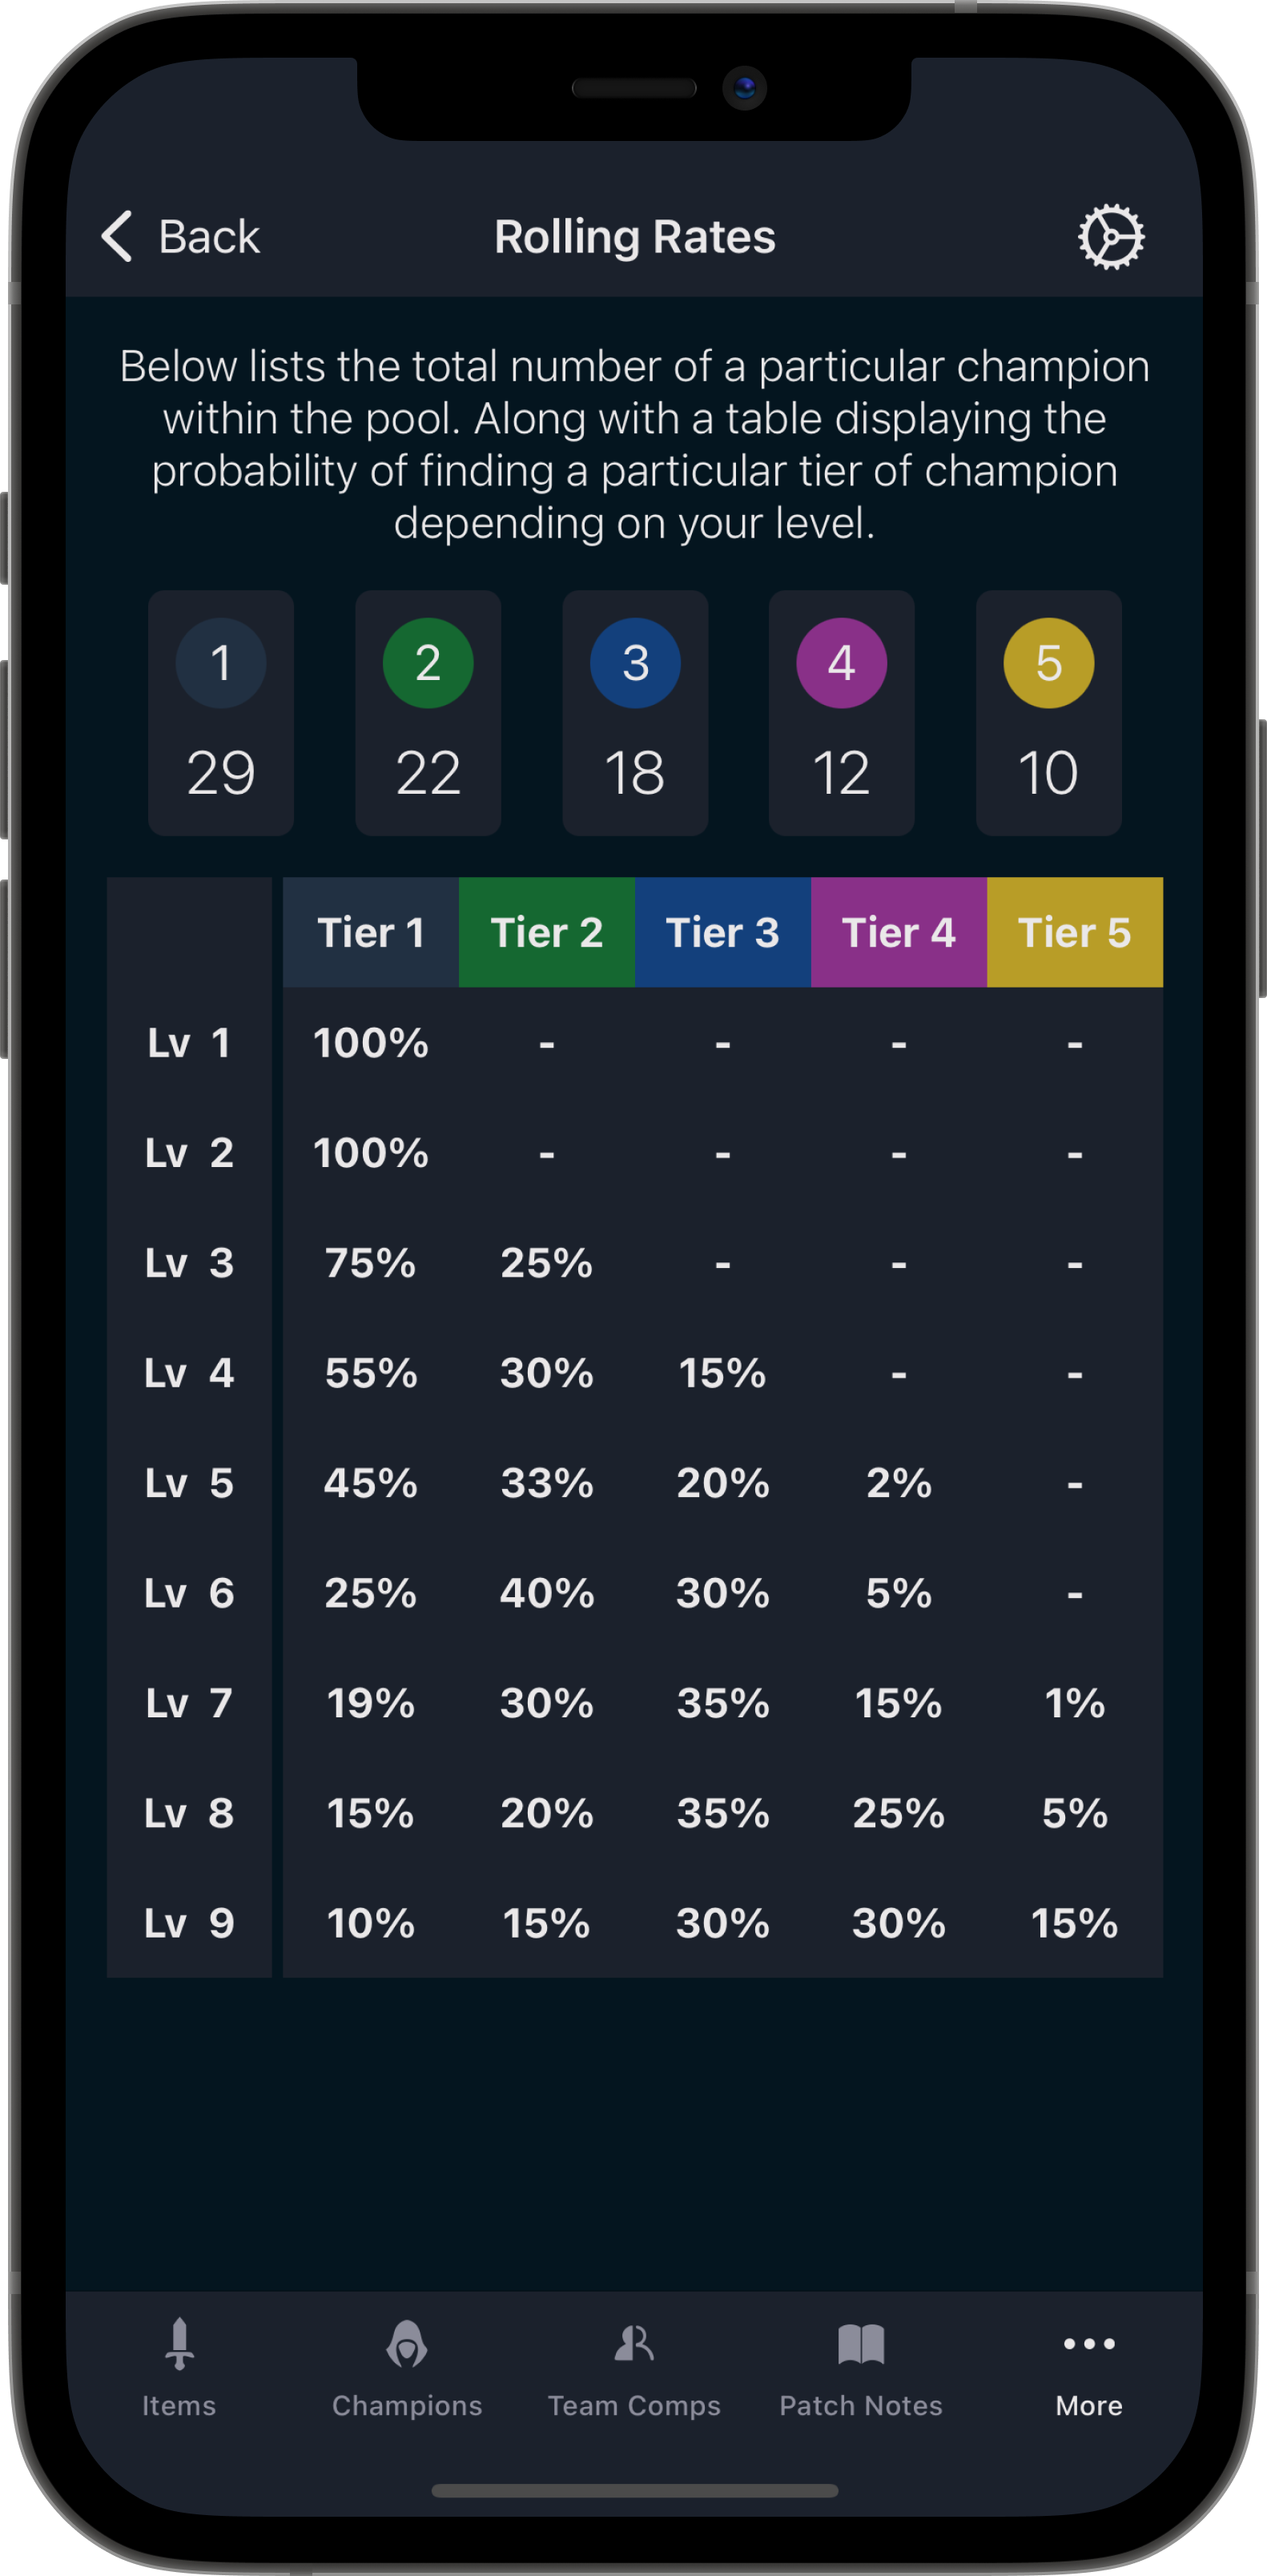 Back Rolling Rates
Below lists the total number of a particular champion
within the pool. Along with a table displaying the
probability of finding a particular tier of champion
depending on your level.
1 2 3 4 5
29 22 18 12 10
Tier 1 Tier 2 Tier 3 Tier 4 Tier 5
Lv 1 100% - - - -
Lv 2 100% - - - -
Lv 3 75% 25% - - -
Lv 4 55% 30% 15% - -
Lv 5 45% 33% 20% 2% -
Lv 6 25% 40% 30% 5% -
Lv 7 19% 30% 35% 15% 1%
Lv 8 15% 20% 35% 25% 5%
Lv 9 10% 15% 30% 30% 15%
Items Champions Team Comps Patch Notes More